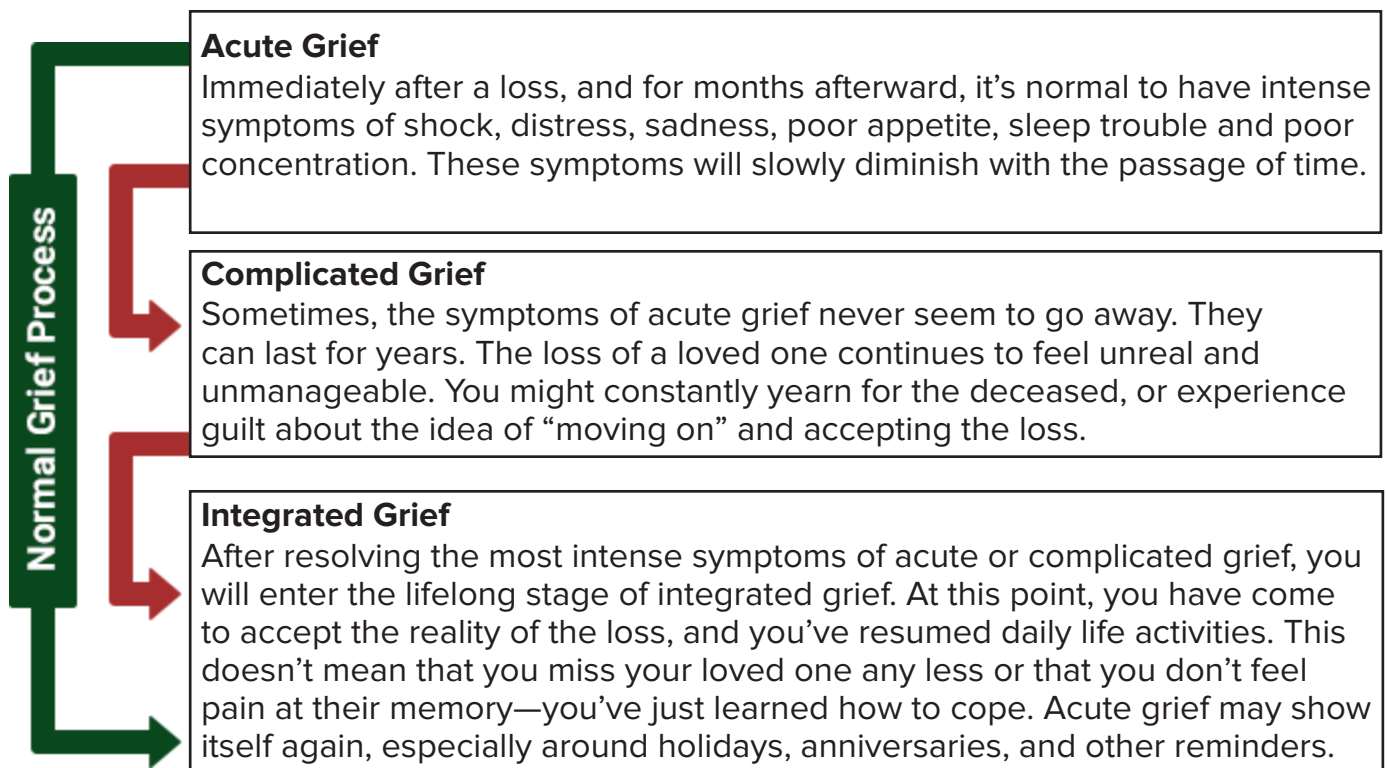 Normal Grief Process
Acute Grief
Immediately after a loss, and for months afterward, it’s normal to have intense
symptoms of shock, distress, sadness, poor appetite, sleep trouble and poor
concentration. These symptoms will slowly diminish with the passage of time.
Complicated Grief
Sometimes, the symptoms of acute grief never seem to go away. They
can last for years. The loss of a loved one continues to feel unreal and
unmanageable. You might constantly yearn for the deceased, or experience
guilt about the idea of “moving on” and accepting the loss.
Integrated Grief
After resolving the most intense symptoms of acute or complicated grief, you
will enter the lifelong stage of integrated grief. At this point, you have come
to accept the reality of the loss, and you’ve resumed daily life activities. This
doesn’t mean that you miss your loved one any less or that you don’t feel
pain at their memory—you’ve just learned how to cope. Acute grief may show
itself again, especially around holidays, anniversaries, and other reminders.